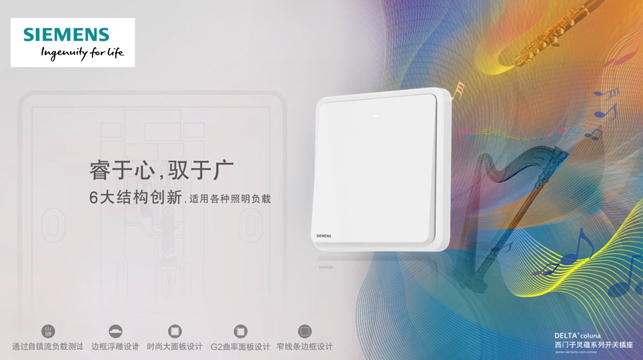 SIEMENS
Ingenuity for life
睿于心,驭于广
6大结构创新,适用各种照明负载
SIEMENS
通过自镇流负载测试
边框浮雕设计
时尚大面板设计
G2曲率面板设计
窄线条边框设计
DELTA coluna
西门子灵蕴系列开关插座